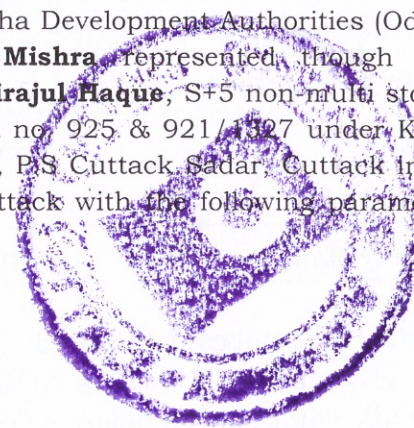 ha Development Authorities (Od
Mishra represented though
irajul Haque, S+5 non-multi sto
no. 925 & 921/1327 under K
, P.S Cuttack Sadar, Cuttack in
ttack with the following param